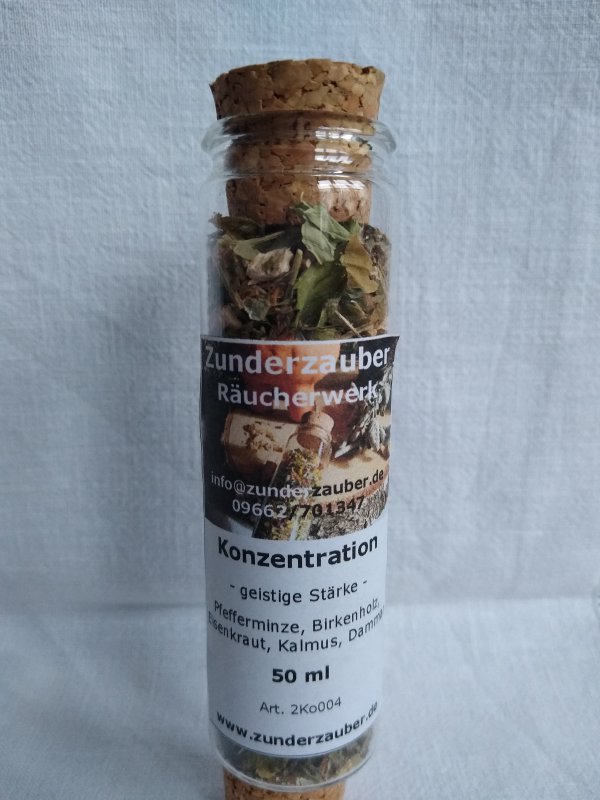 Zunderzauber
Räucherwerk
info@zunderzauber.de
09662/701347
Konzentration
- geistige Stärke -
Pfefferminze, Birkenholz,
Eisenkraut, Kalmus, Dammar
50 ml
Art. 2Ko004
www.zunderzauber.de